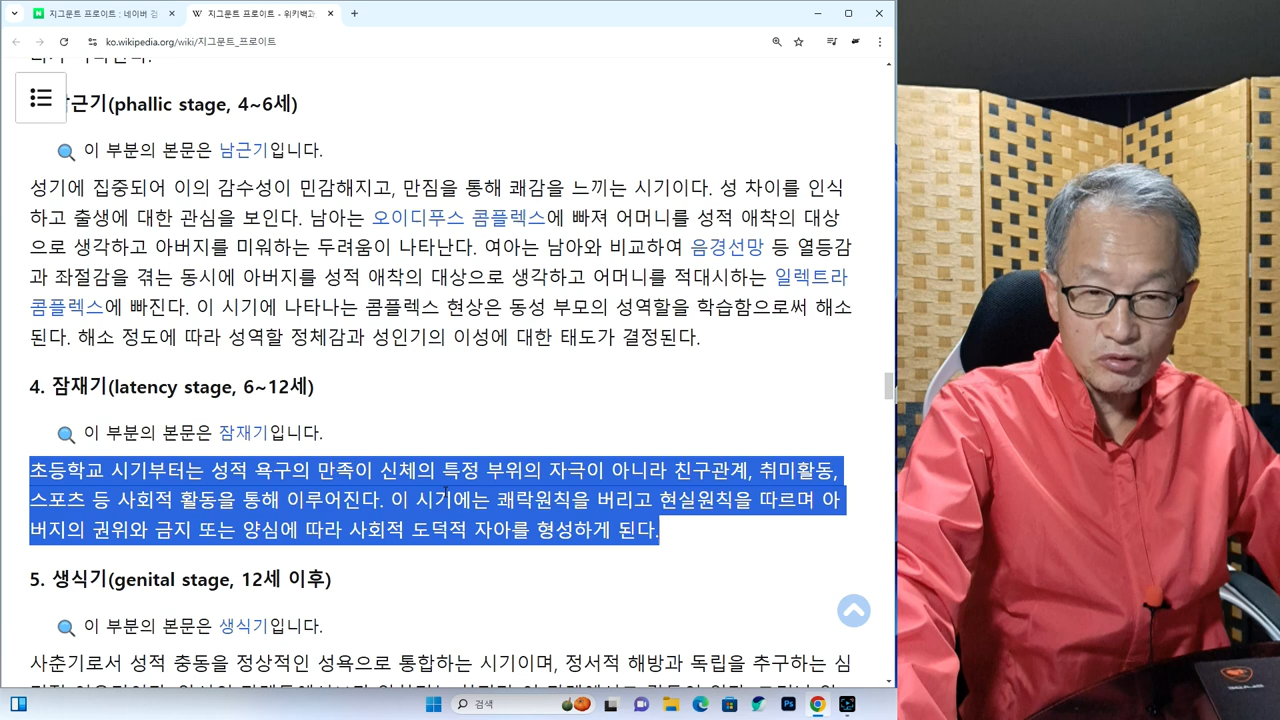 지그문트 프로이트 : 네이버 검
지그문트 프로이트 - 위키백과
ko.wikipedia.org/wiki/지그문트_프로이트
근기(phallic stage, 4~6세)
이 부분의 본문은 남근기입니다.
성기에 집중되어 이의 감수성이 민감해지고, 만짐을 통해 쾌감을 느끼는 시기이다. 성 차이를 인식
하고 출생에 대한 관심을 보인다. 남아는 오이디푸스 콤플렉스에 빠져 어머니를 성적 애착의 대상
으로 생각하고 아버지를 미워하는 두려움이 나타난다. 여아는 남아와 비교하여 음경선망 등 열등감
과 좌절감을 겪는 동시에 아버지를 성적 애착의 대상으로 생각하고 어머니를 적대시하는 일렉트라
콤플렉스에 빠진다. 이 시기에 나타나는 콤플렉스 현상은 동성 부모의 성역할을 학습함으로써 해소
된다. 해소 정도에 따라 성역할 정체감과 성인기의 이성에 대한 태도가 결정된다.
4. 잠재기(latency stage, 6~12세)
이 부분의 본문은 잠재기입니다.
초등학교 시기부터는 성적 욕구의 만족이 신체의 특정 부위의 자극이 아니라 친구관계, 취미활동,
스포츠 등 사회적 활동을 통해 이루어진다. 이 시기에는 쾌락원칙을 버리고 현실원칙을 따르며 아
버지의 권위와 금지 또는 양심에 따라 사회적 도덕적 자아를 형성하게 된다.
5. 생식기(genital stage, 12세 이후)
이 부분의 본문은 생식기입니다.
사춘기로서 성적 충동을 정상적인 성욕으로 통합하는 시기이며, 정서적 해방과 독립을 추구하는 심
검색